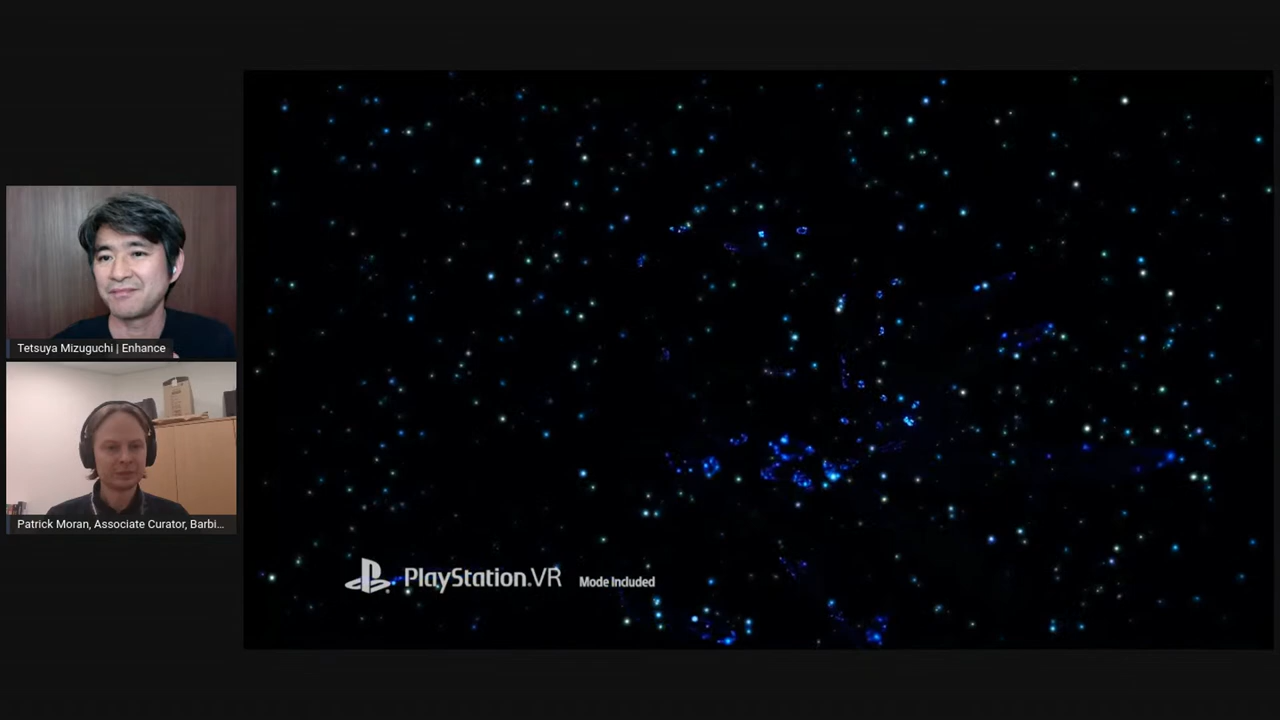 Tetsuya Mizuguchi | Enhance
Patrick Moran, Associate Curator, Barbi...
PlayStation.VR Mode Included